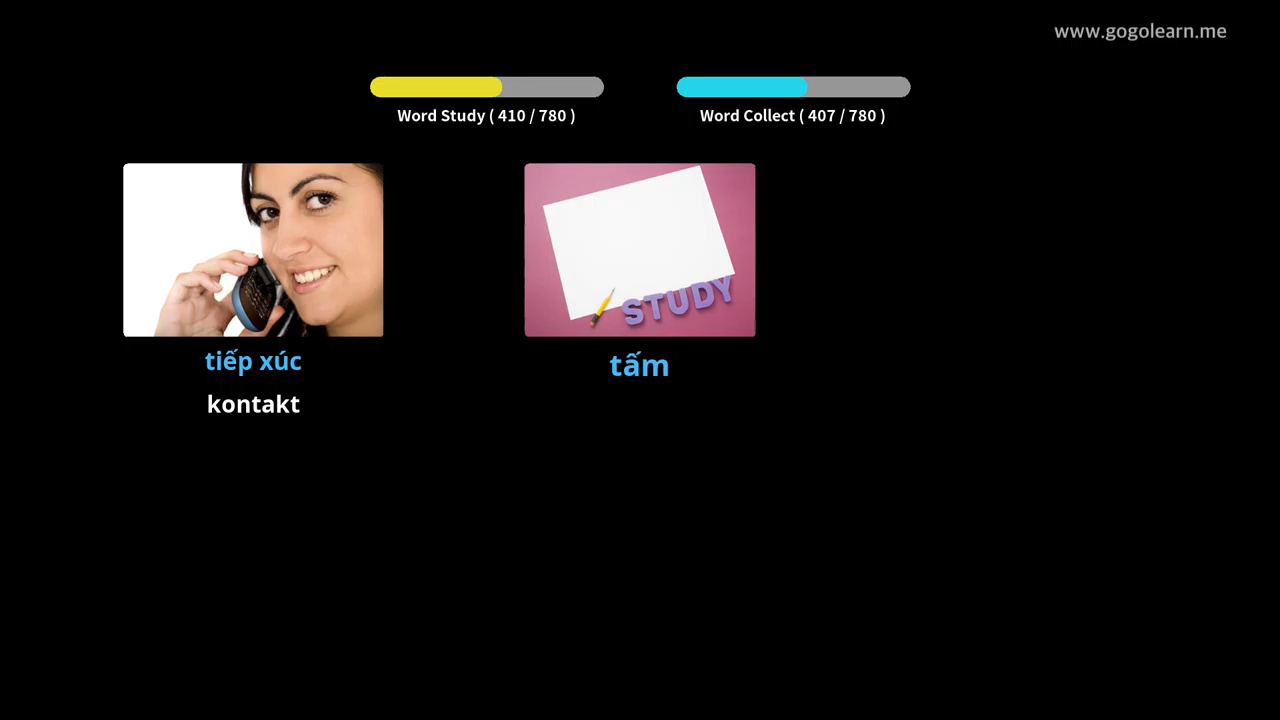 www.gogolearn.me
Word Study ( 410 / 780 )
Word Collect ( 407 / 780 )
STUDY
tiếp xúc
tấm
kontakt